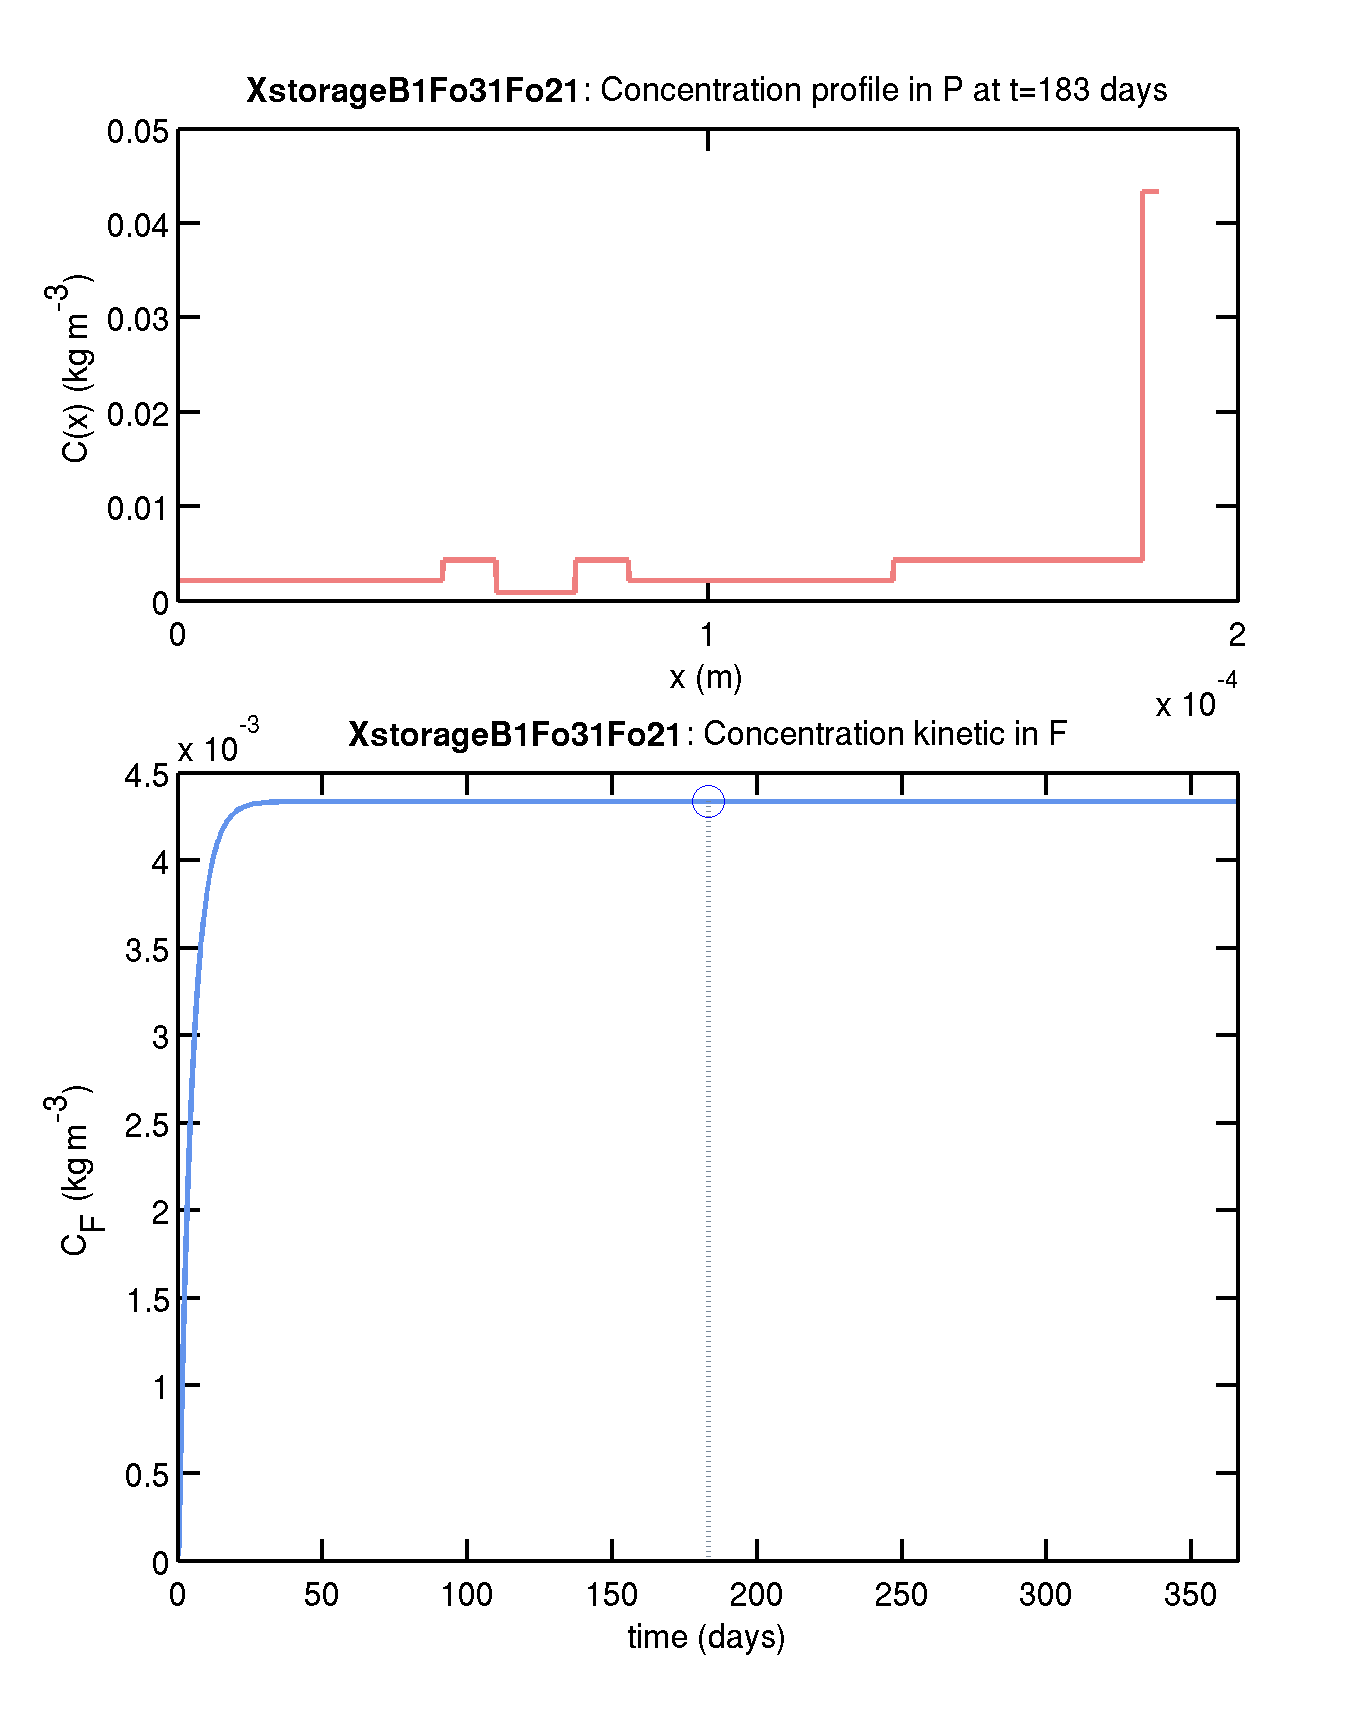 XstorageB1Fo31Fo21: Concentration profile in P at t=183 days
0.05
0.04
0.03
0.02
0.01
0
C(x) (kg m⁻³)
0 1 2
x (m)
x 10⁻⁴
XstorageB1Fo31Fo21: Concentration kinetic in F
x 10⁻³
4.5
4
3.5
3
2.5
2
1.5
1
0.5
0
C_F (kg m⁻³)
0 50 100 150 200 250 300 350
time (days)